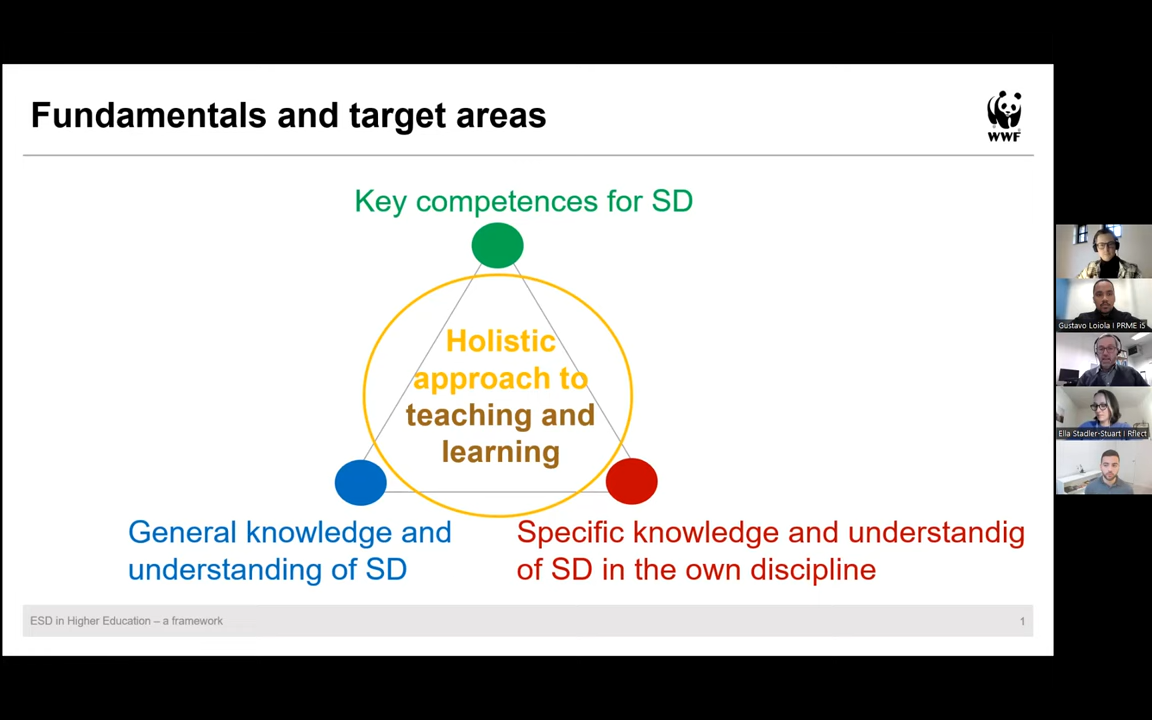 Fundamentals and target areas
WWF
Key competences for SD
Holistic
approach to
teaching and
learning
General knowledge and
understanding of SD
Specific knowledge and understandig
of SD in the own discipline
ESD in Higher Education – a framework
1
Gustavo Loiola | PRME i5
Ella Stadler-Stuart | Rflect